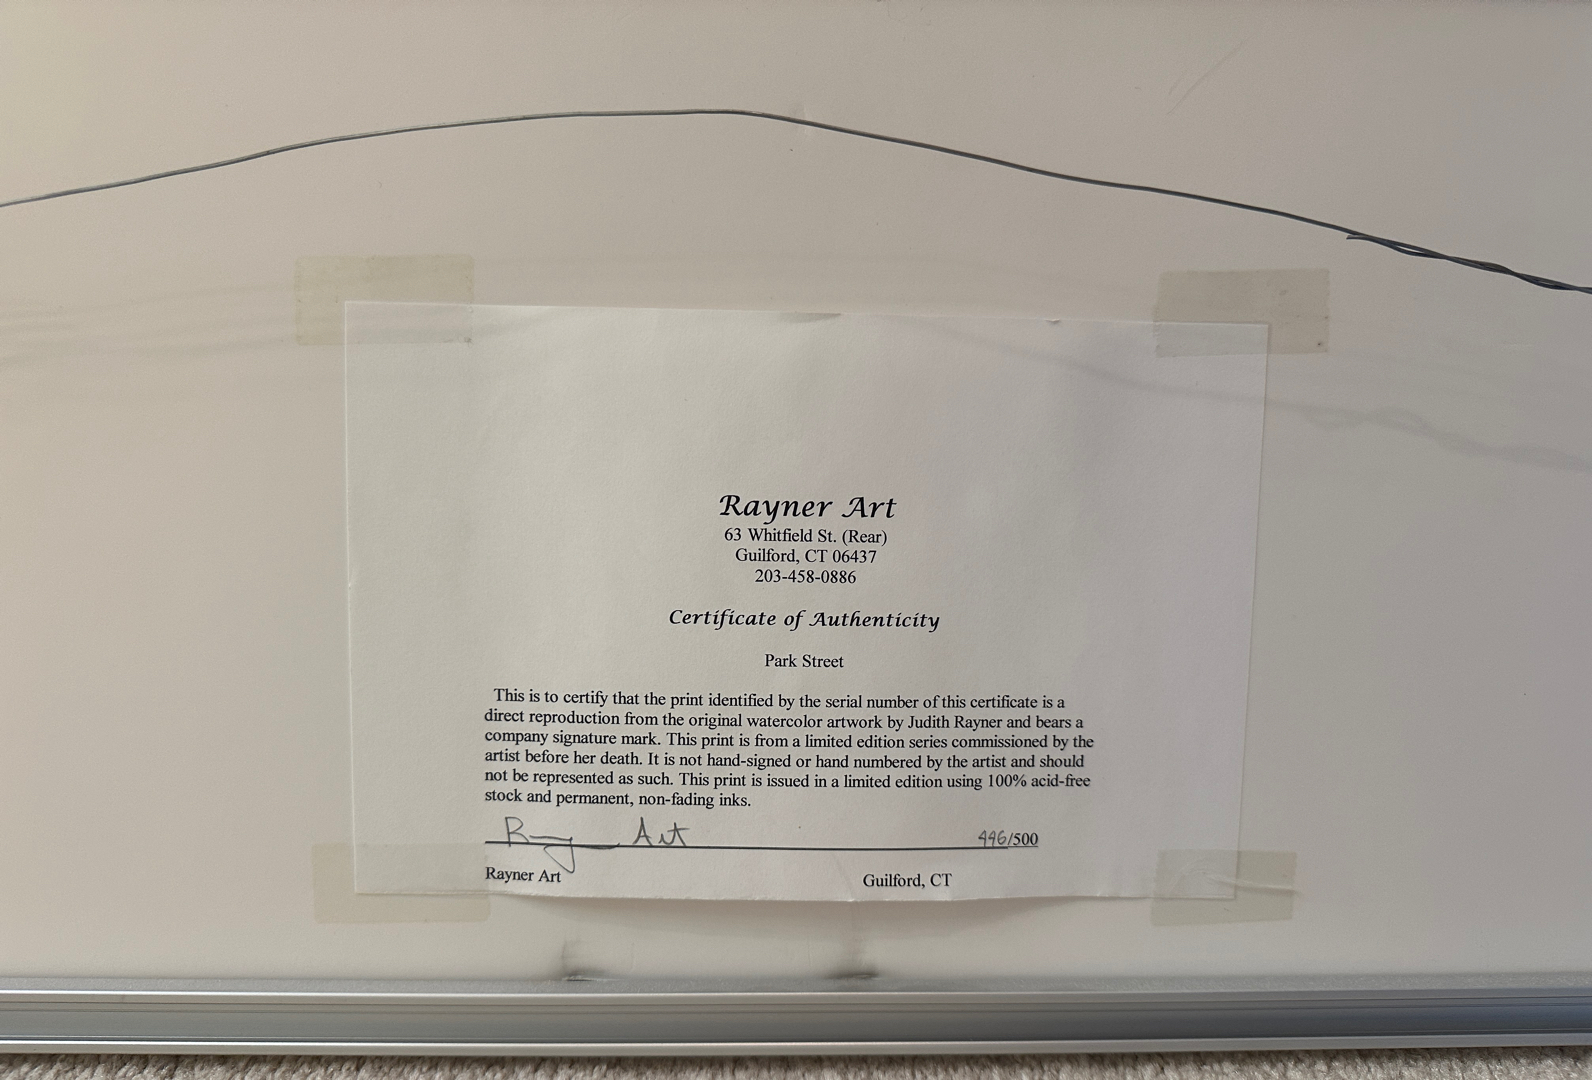 Rayner Art
63 Whitfield St. (Rear)
Guilford, CT 06437
203-458-0886
Certificate of Authenticity
Park Street
This is to certify that the print identified by the serial number of this certificate is a
direct reproduction from the original watercolor artwork by Judith Rayner and bears a
company signature mark. This print is from a limited edition series commissioned by the
artist before her death. It is not hand-signed or hand numbered by the artist and should
not be represented as such. This print is issued in a limited edition using 100% acid-free
stock and permanent, non-fading inks.
Art 446/500
Rayner Art Guilford, CT